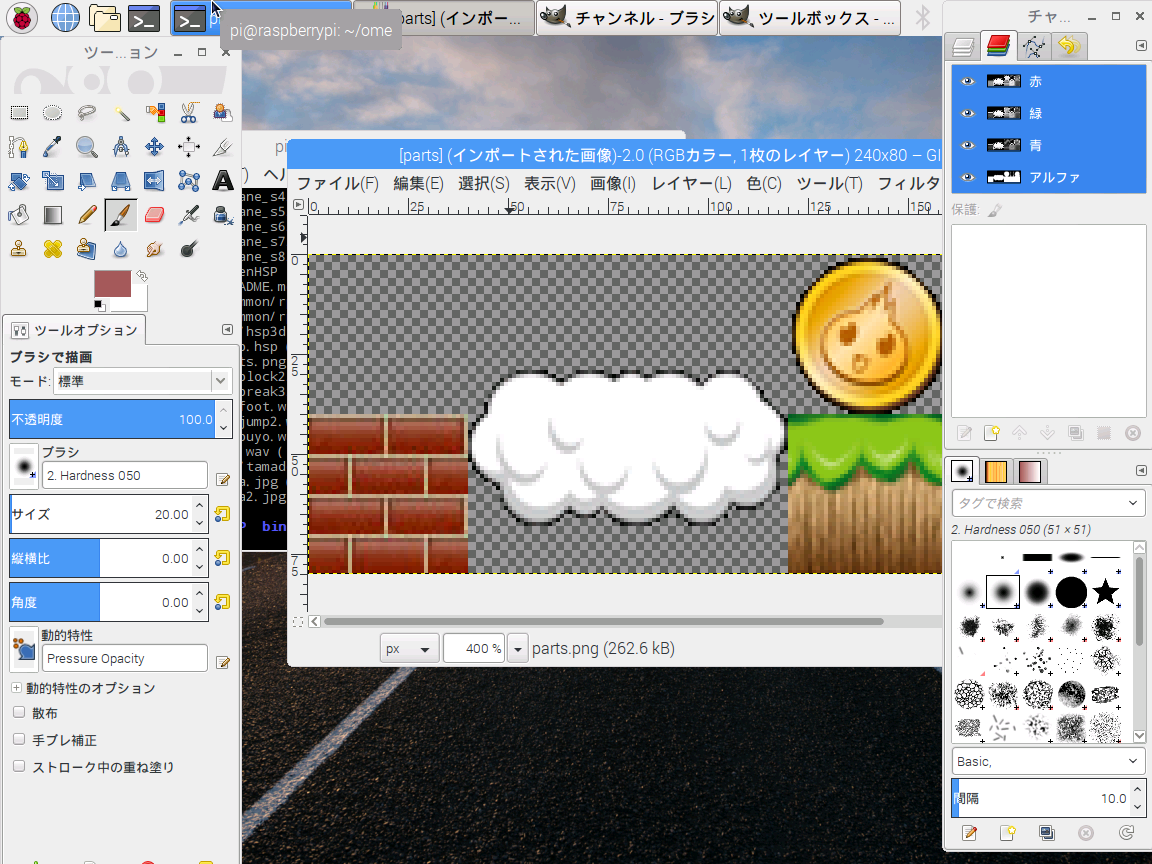 parts] (インポー...
チャンネル - ブラシ
ツールボックス - ...
pi@raspberrypi: ~/ome
チャ...
ツー...ョン
赤
緑
青
アルファ
保護:
[parts] (インポートされた画像)-2.0 (RGBカラー, 1枚のレイヤー) 240x80 – GI
ファイル(F) 編集(E) 選択(S) 表示(V) 画像(I) レイヤー(L) 色(C) ツール(T) フィルタ
0 25 50 75 100 125 150
0
25
50
75
ane_s4
ane_s5
ane_s6
ane_s7
ane_s8
enHSP
ADME.m
mmon/r
mmon/r
/hsp3d
p.hsp
ts.png
block2
break3
foot.w
jump2.
puyo.w
wav (
tamad
a.jpg (
a2.jpg
P bin
ツールオプション
ブラシで描画
モード: 標準
不透明度 100.0
ブラシ
2. Hardness 050
サイズ 20.00
縦横比 0.00
角度 0.00
動的特性
Pressure Opacity
動的特性のオプション
散布
手ブレ補正
ストローク中の重ね塗り
px 400 % parts.png (262.6 kB)
タグで検索
2. Hardness 050 (51 × 51)
Basic,
間隔 10.0